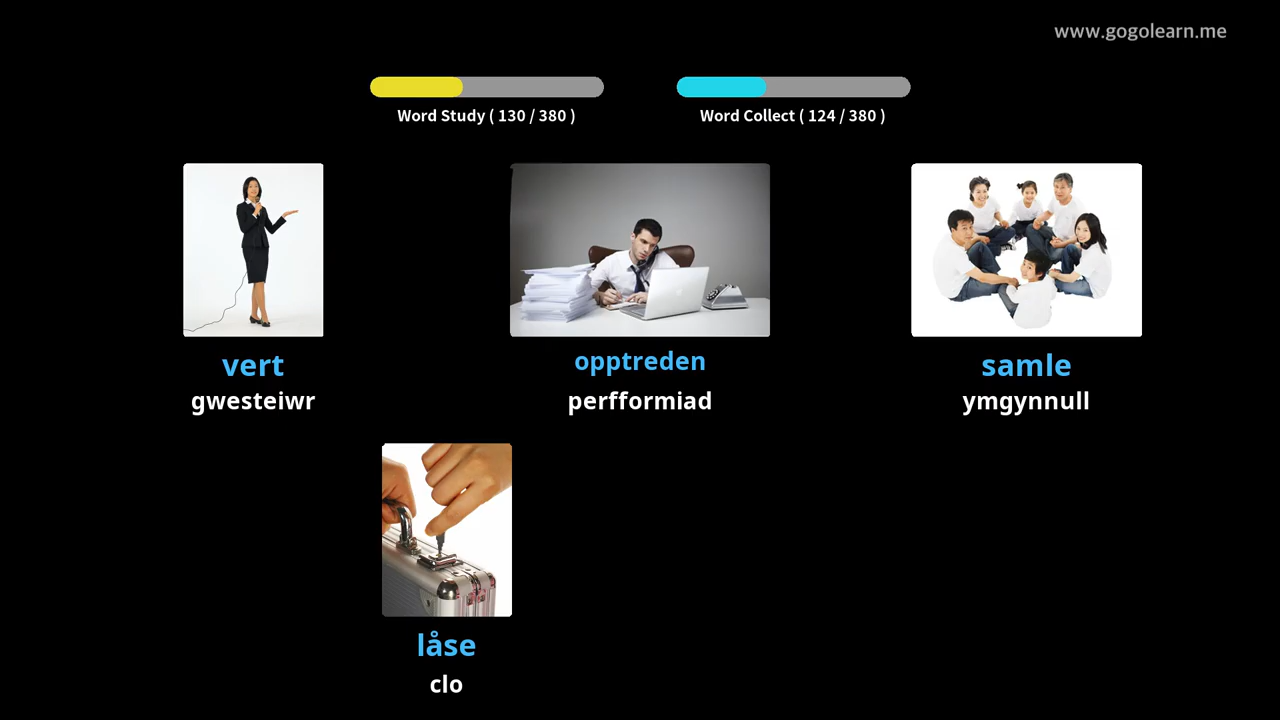 www.gogolearn.me
Word Study ( 130 / 380 )
Word Collect ( 124 / 380 )
vert
gwesteiwr
opptreden
perfformiad
samle
ymgynnull
låse
clo